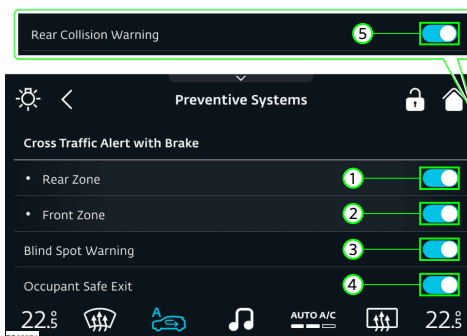 Rear Collision Warning 5
Preventive Systems
Cross Traffic Alert with Brake
• Rear Zone 1
• Front Zone 2
Blind Spot Warning 3
Occupant Safe Exit 4
22.5° A AUTO A/C 22.5°